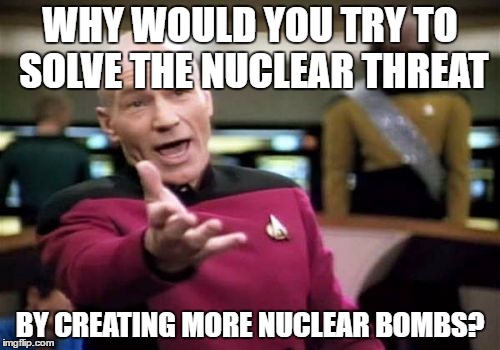 WHY WOULD YOU TRY TO
SOLVE THE NUCLEAR THREAT
BY CREATING MORE NUCLEAR BOMBS?
imgflip.com